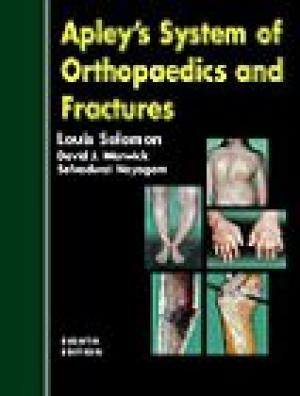 Apley's System of
Orthopaedics and
Fractures
Louis Solomon
David J. Warwick
Selvadurai Nayagam
EIGHTH
EDITION